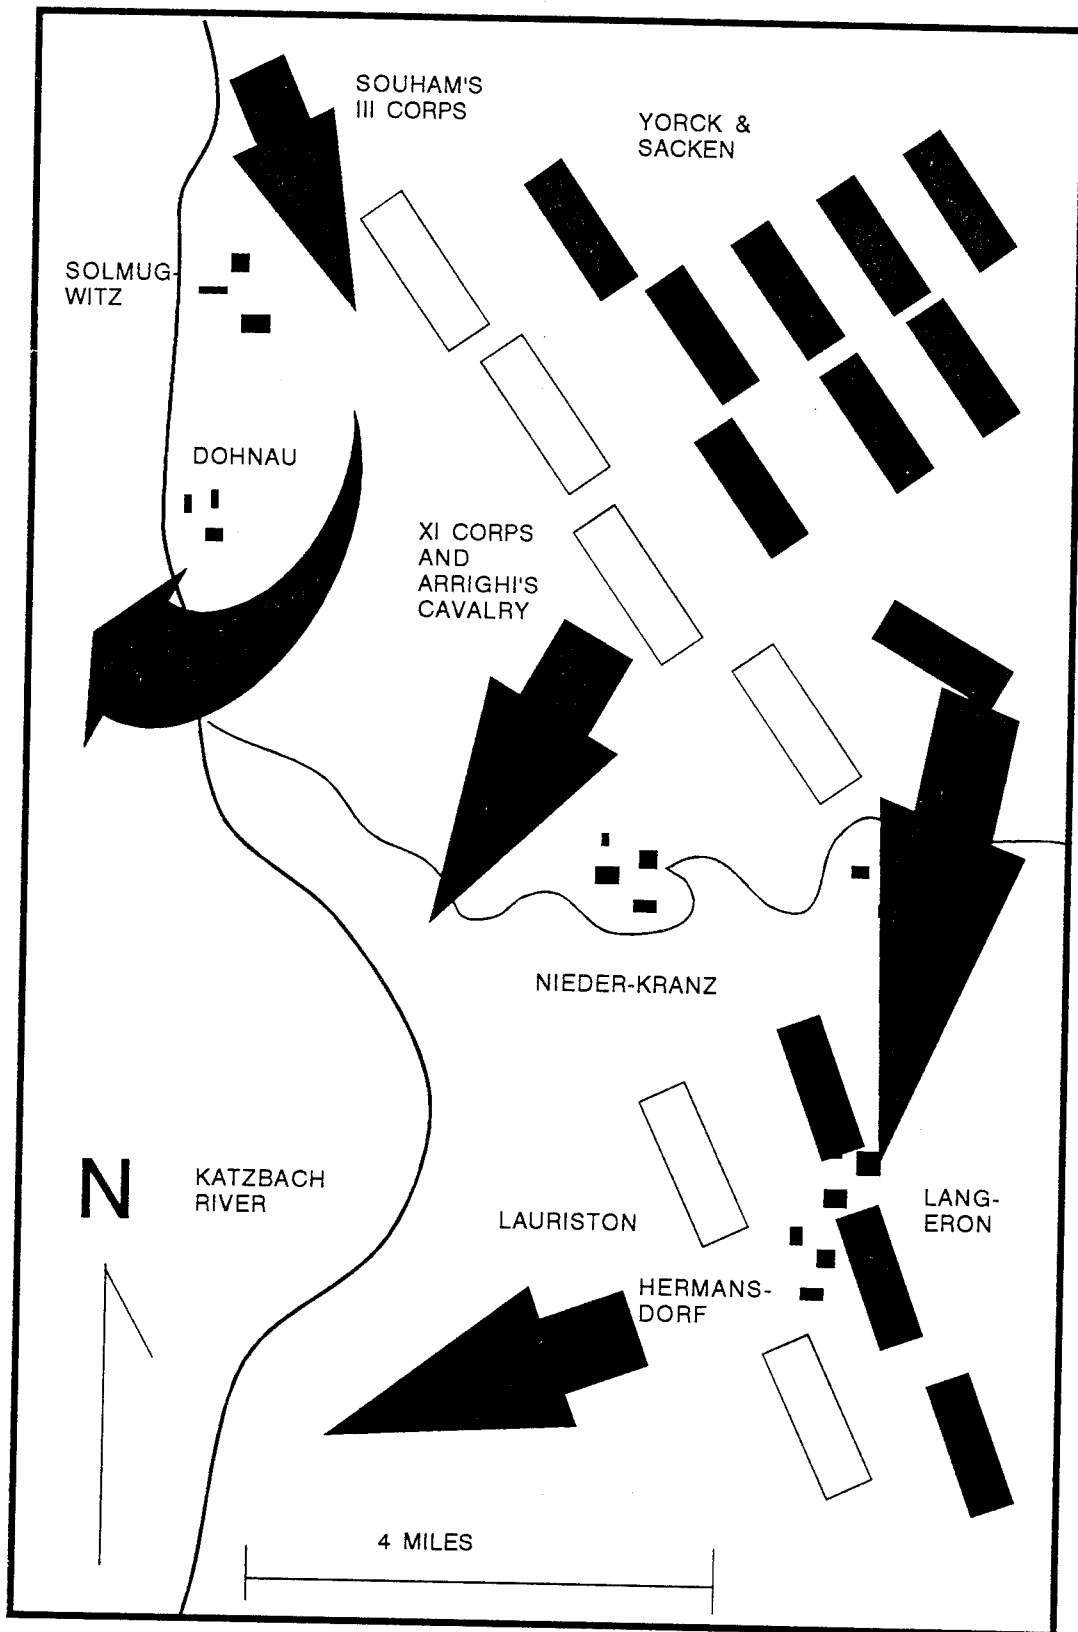 SOUHAM'S
III CORPS
YORCK &
SACKEN
SOLMUG-
WITZ
DOHNAU
XI CORPS
AND
ARRIGHI'S
CAVALRY
NIEDER-KRANZ
N
KATZBACH
RIVER
LAURISTON
LANG-
ERON
HERMANS-
DORF
4 MILES